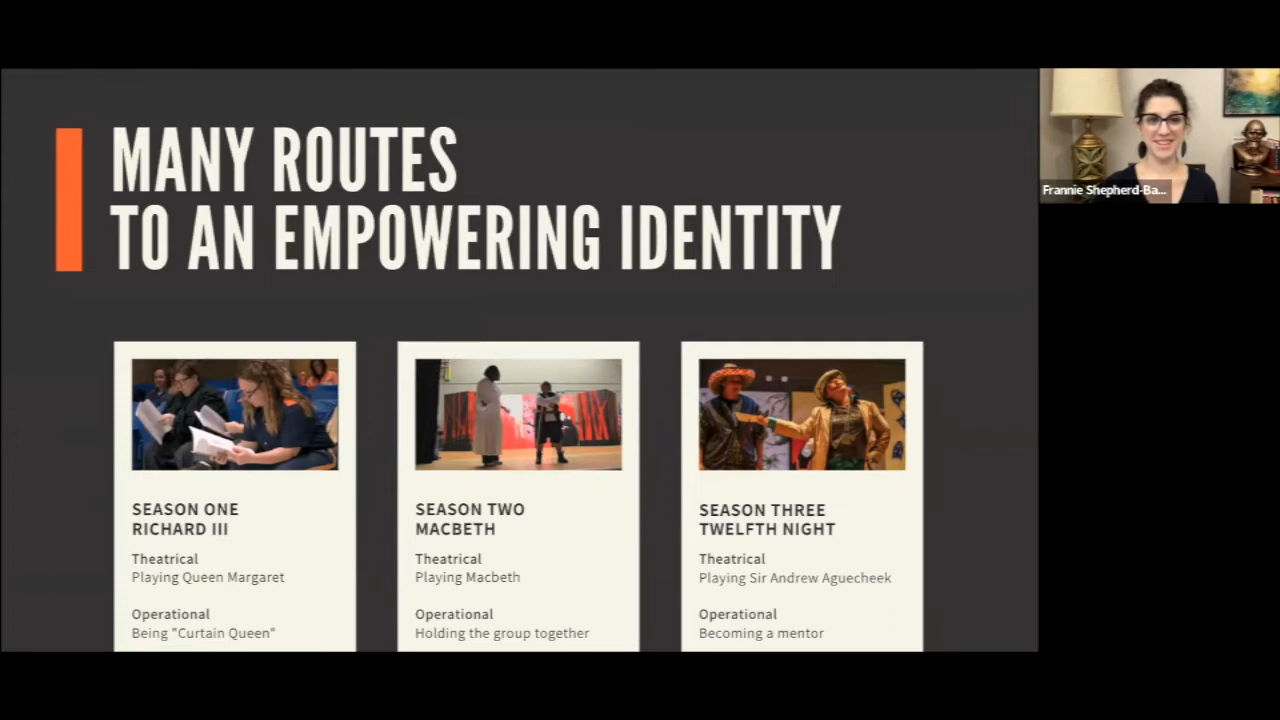 MANY ROUTES
TO AN EMPOWERING IDENTITY
Frannie Shepherd-Ba...
SEASON ONE
RICHARD III
Theatrical
Playing Queen Margaret
Operational
Being "Curtain Queen"
SEASON TWO
MACBETH
Theatrical
Playing Macbeth
Operational
Holding the group together
SEASON THREE
TWELFTH NIGHT
Theatrical
Playing Sir Andrew Aguecheek
Operational
Becoming a mentor